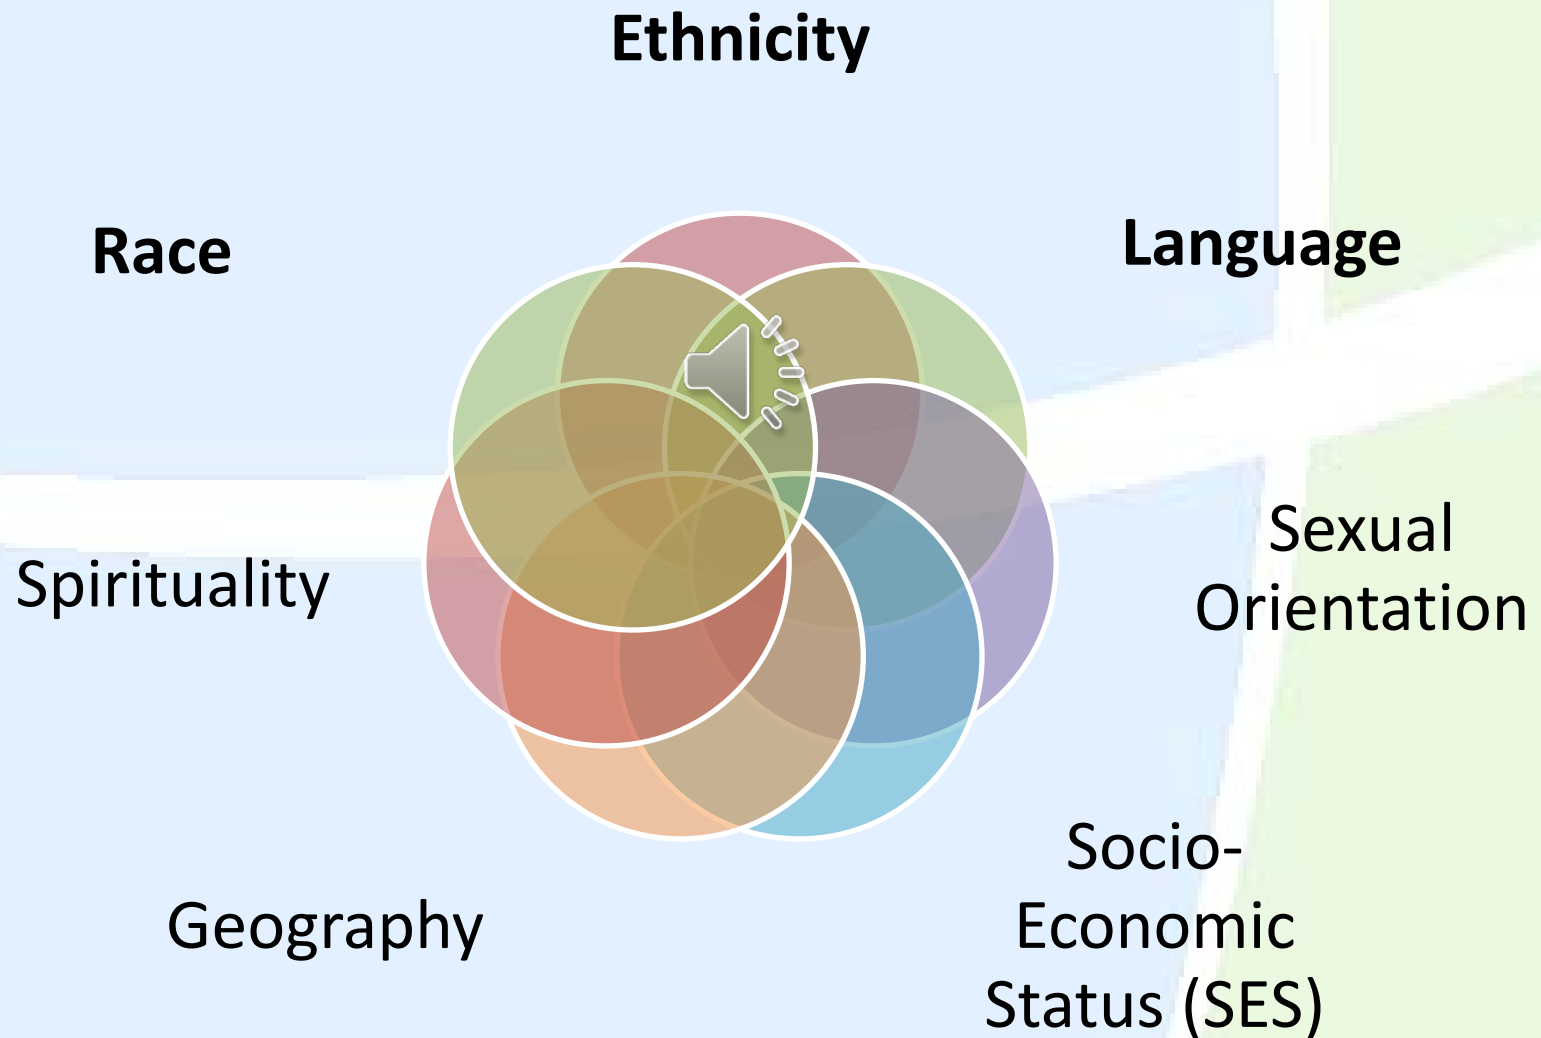 Ethnicity
Race
Language
Sexual
Orientation
Spirituality
Socio-
Economic
Status (SES)
Geography